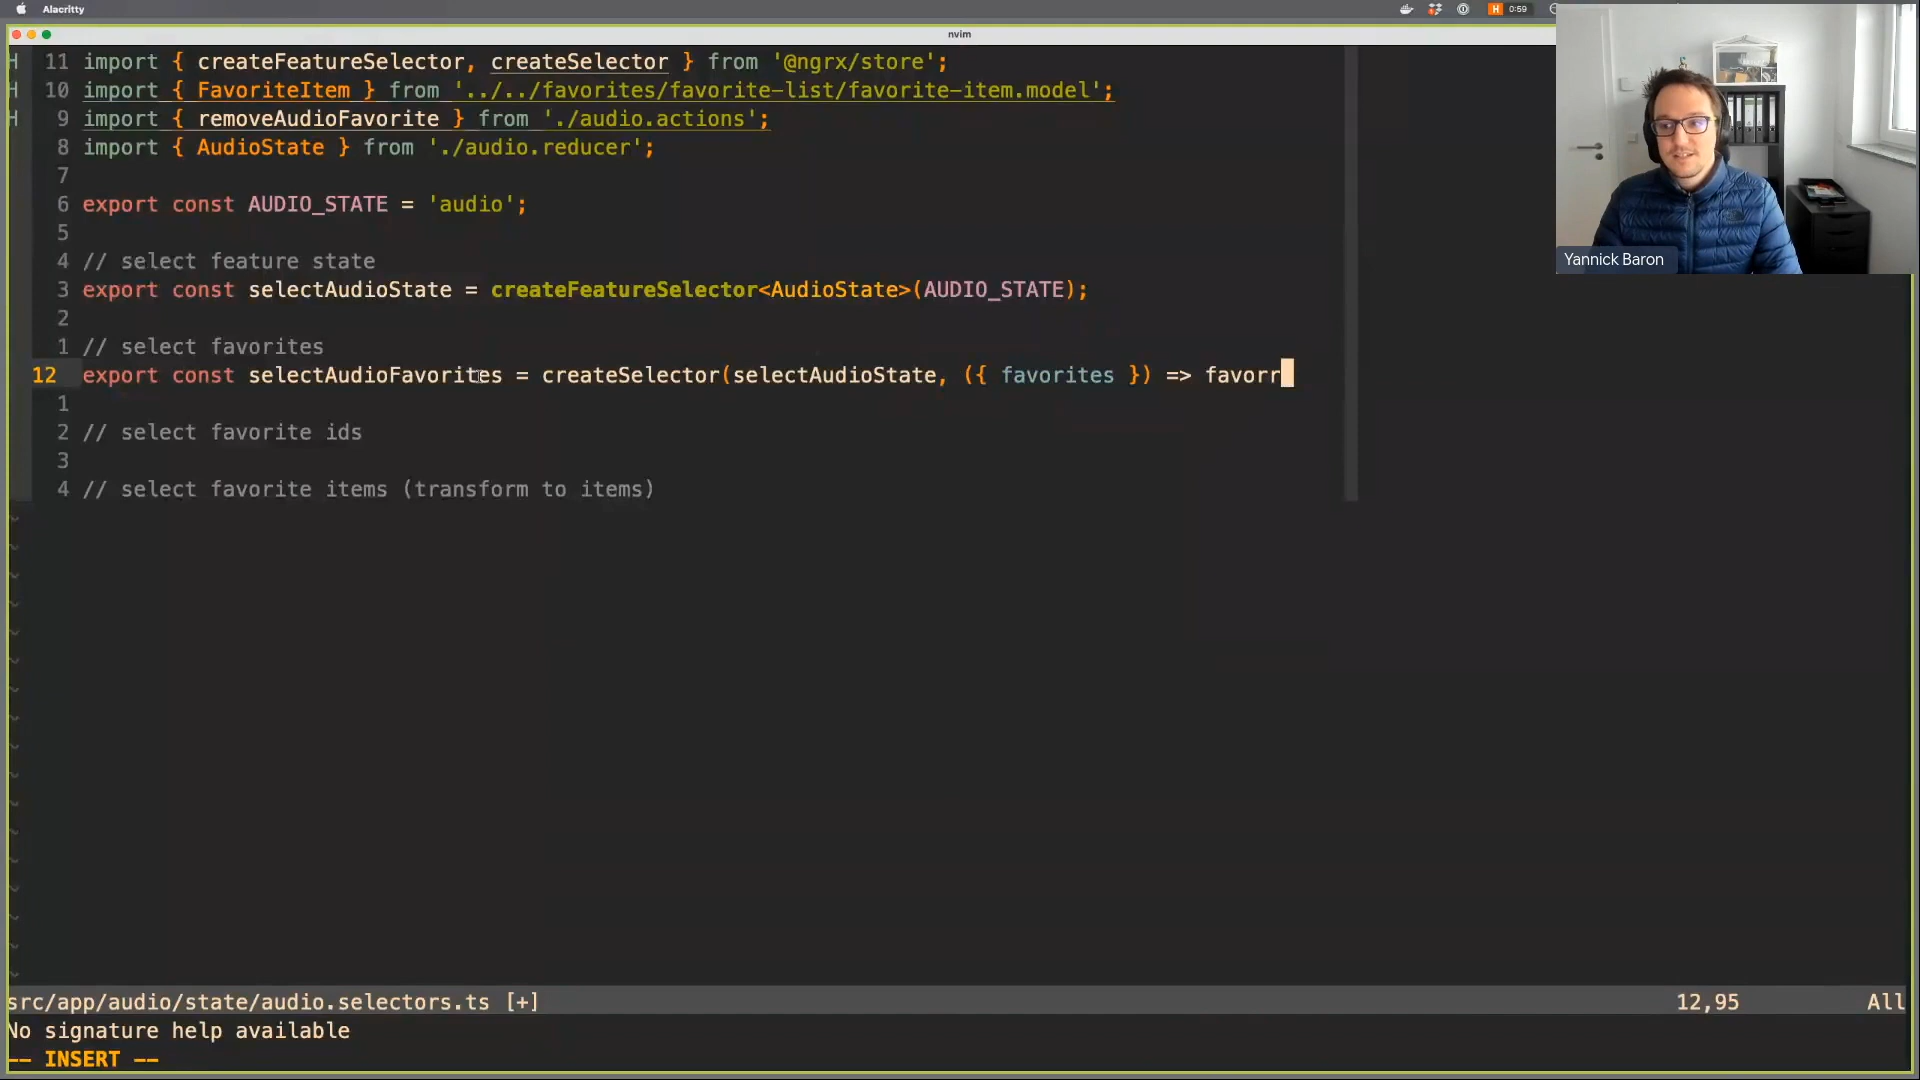 Alacritty
H 0:59
nvim
H 11 import { createFeatureSelector, createSelector } from '@ngrx/store';
H 10 import { FavoriteItem } from '../../favorites/favorite-list/favorite-item.model';
H 9 import { removeAudioFavorite } from './audio.actions';
8 import { AudioState } from './audio.reducer';
7
6 export const AUDIO_STATE = 'audio';
5
4 // select feature state
3 export const selectAudioState = createFeatureSelector<AudioState>(AUDIO_STATE);
2
1 // select favorites
12 export const selectAudioFavorites = createSelector(selectAudioState, ({ favorites }) => favorr
1
2 // select favorite ids
3
4 // select favorite items (transform to items)
Yannick Baron
src/app/audio/state/audio.selectors.ts [+] 12,95 All
No signature help available
-- INSERT --